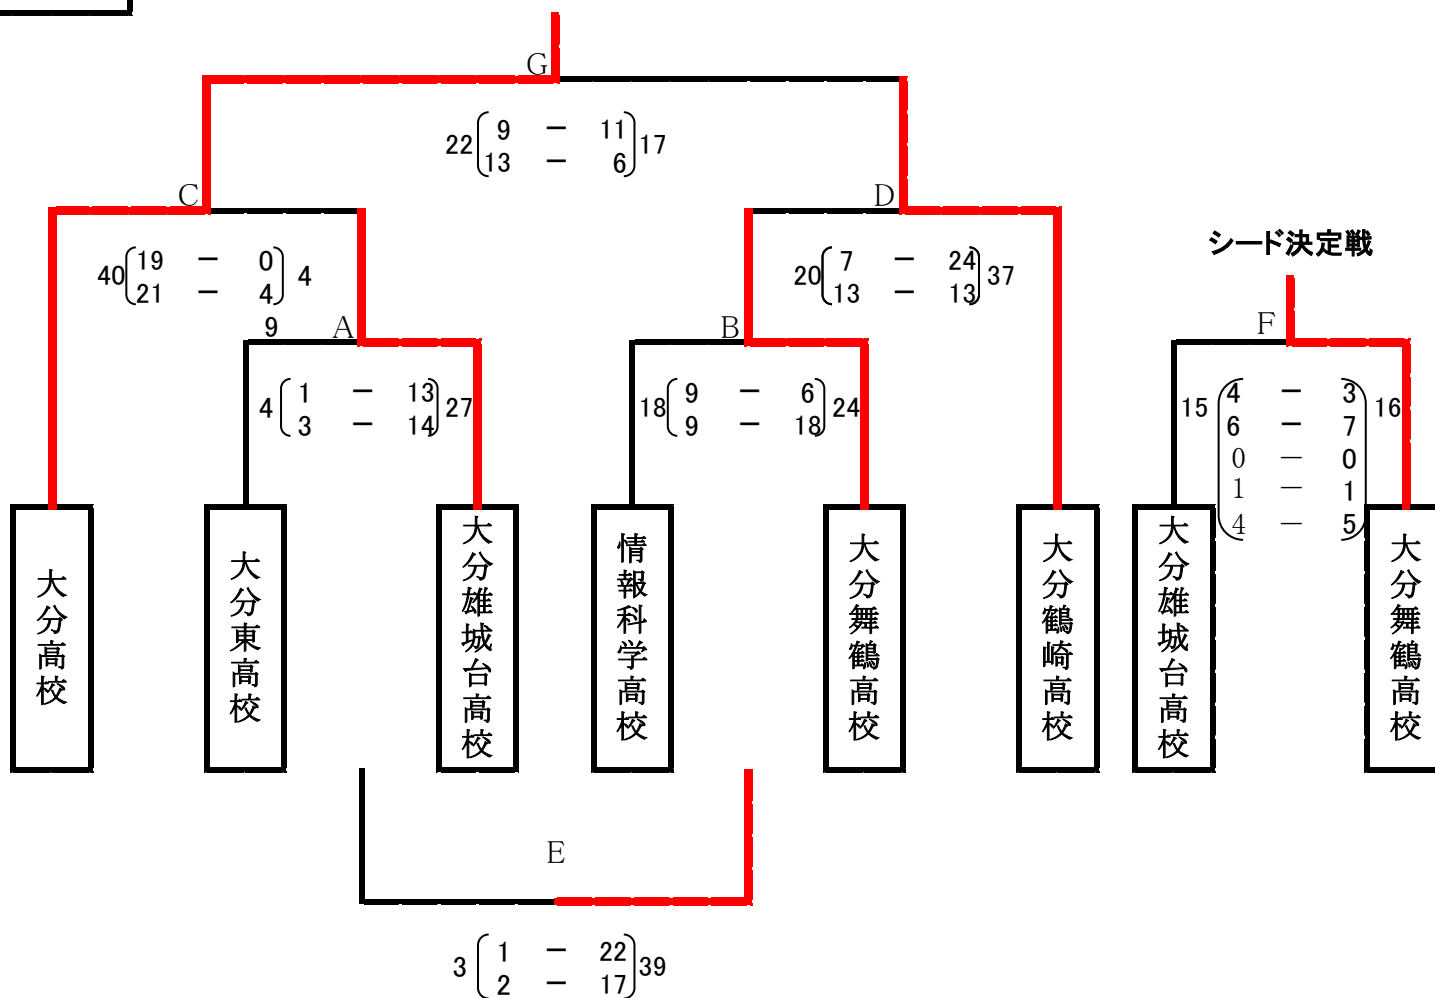 G
22 9 － 11 17
13 － 6
C
D
シード決定戦
40 19 － 0 4
21 － 4
20 7 － 24 37
13 － 13
9
A
B
F
4 1 － 13 27
3 － 14
18 9 － 6 24
9 － 18
15 4 － 3 16
6 － 7
0 － 0
1 － 1
4 － 5
大分高校
大分東高校
大分雄城台高校
情報科学高校
大分舞鶴高校
大分鶴崎高校
大分雄城台高校
大分舞鶴高校
E
3 1 － 22 39
2 － 17